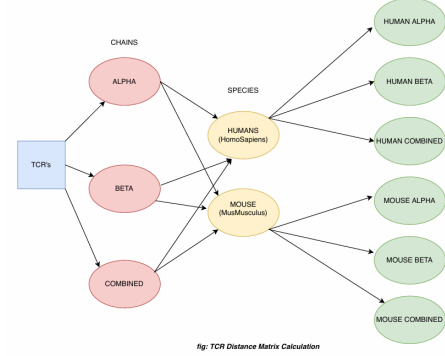 HUMAN ALPHA
CHAINS
ALPHA
HUMAN BETA
SPECIES
HUMANS
(HomoSapiens)
HUMAN COMBINED
TCR's
BETA
MOUSE ALPHA
MOUSE
(MusMusculus)
MOUSE BETA
COMBINED
MOUSE COMBINED
fig: TCR Distance Matrix Calculation